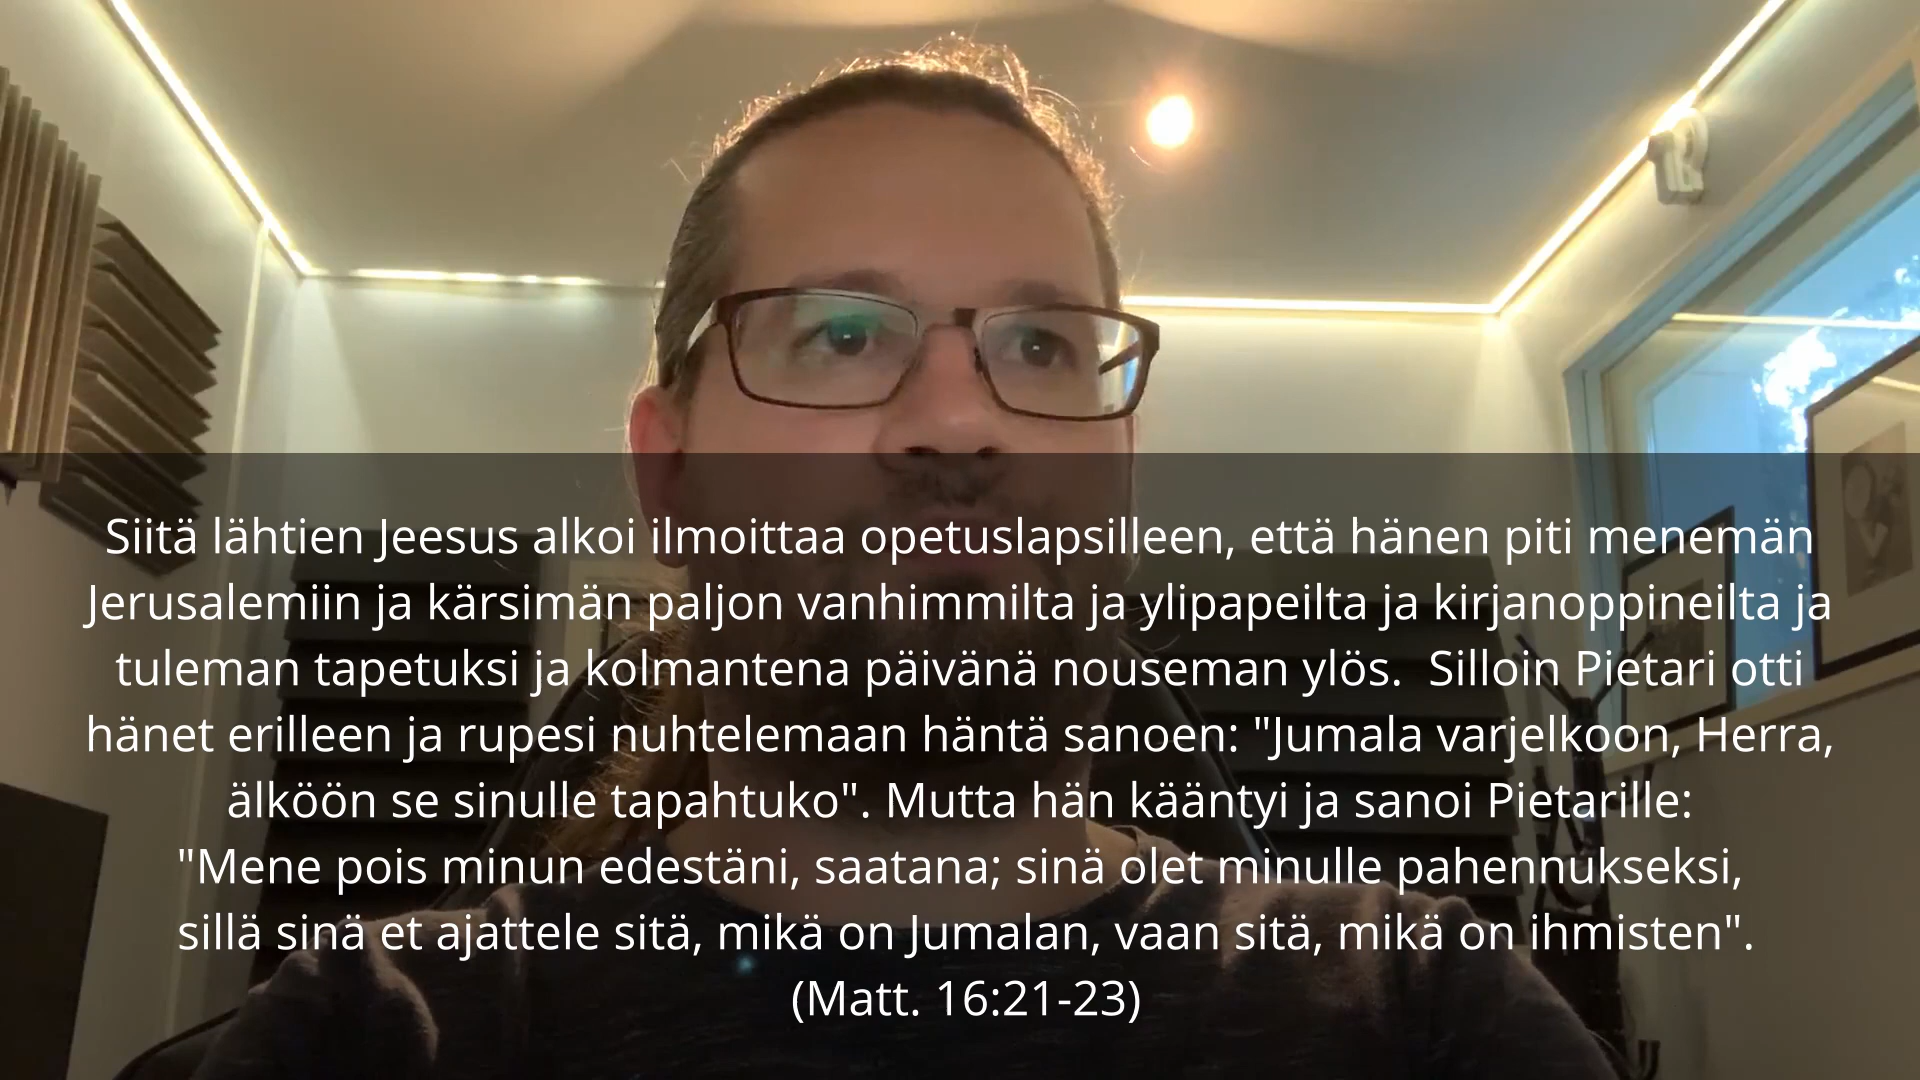 Siitä lähtien Jeesus alkoi ilmoittaa opetuslapsilleen, että hänen piti menemän
Jerusalemiin ja kärsimän paljon vanhimmilta ja ylipapeilta ja kirjanoppineilta ja
tuleman tapetuksi ja kolmantena päivänä nouseman ylös.  Silloin Pietari otti
hänet erilleen ja rupesi nuhtelemaan häntä sanoen: "Jumala varjelkoon, Herra,
älköön se sinulle tapahtuko". Mutta hän kääntyi ja sanoi Pietarille:
"Mene pois minun edestäni, saatana; sinä olet minulle pahennukseksi,
sillä sinä et ajattele sitä, mikä on Jumalan, vaan sitä, mikä on ihmisten".
(Matt. 16:21-23)